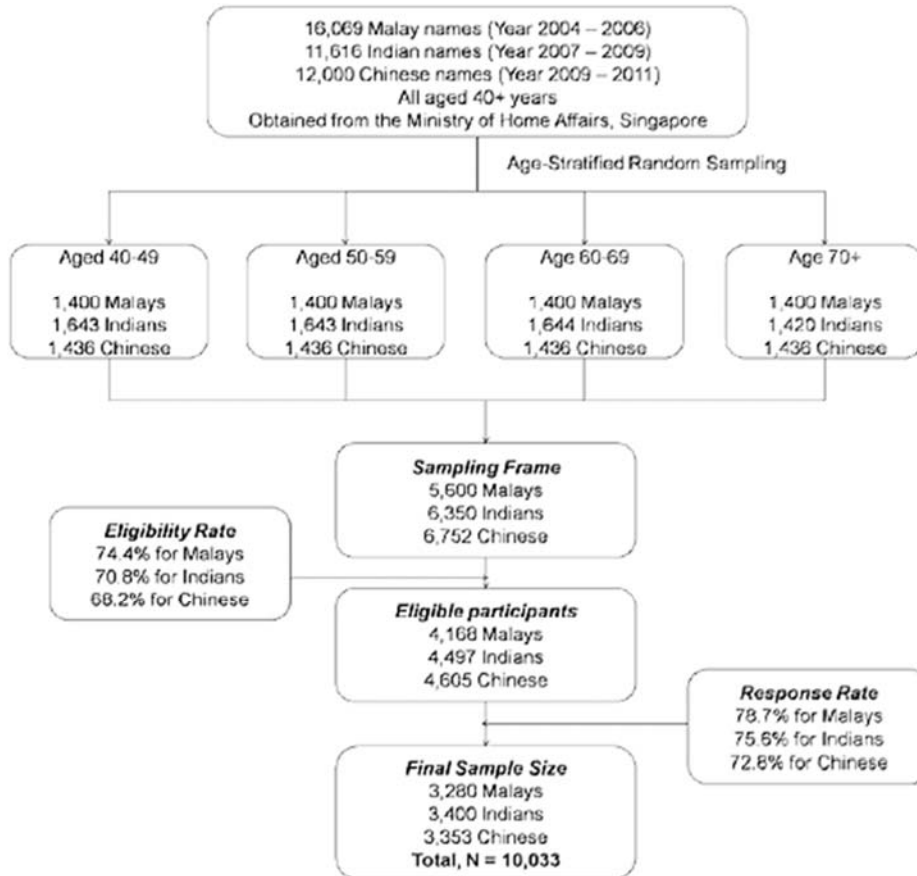 16,069 Malay names (Year 2004 – 2006)
11,616 Indian names (Year 2007 – 2009)
12,000 Chinese names (Year 2009 – 2011)
All aged 40+ years
Obtained from the Ministry of Home Affairs, Singapore
Age-Stratified Random Sampling
Aged 40-49
1,400 Malays
1,643 Indians
1,436 Chinese
Aged 50-59
1,400 Malays
1,643 Indians
1,436 Chinese
Age 60-69
1,400 Malays
1,644 Indians
1,436 Chinese
Age 70+
1,400 Malays
1,420 Indians
1,436 Chinese
Sampling Frame
5,600 Malays
6,350 Indians
6,752 Chinese
Eligibility Rate
74.4% for Malays
70.8% for Indians
68.2% for Chinese
Eligible participants
4,168 Malays
4,497 Indians
4,605 Chinese
Response Rate
78.7% for Malays
75.6% for Indians
72.8% for Chinese
Final Sample Size
3,280 Malays
3,400 Indians
3,353 Chinese
Total, N = 10,033